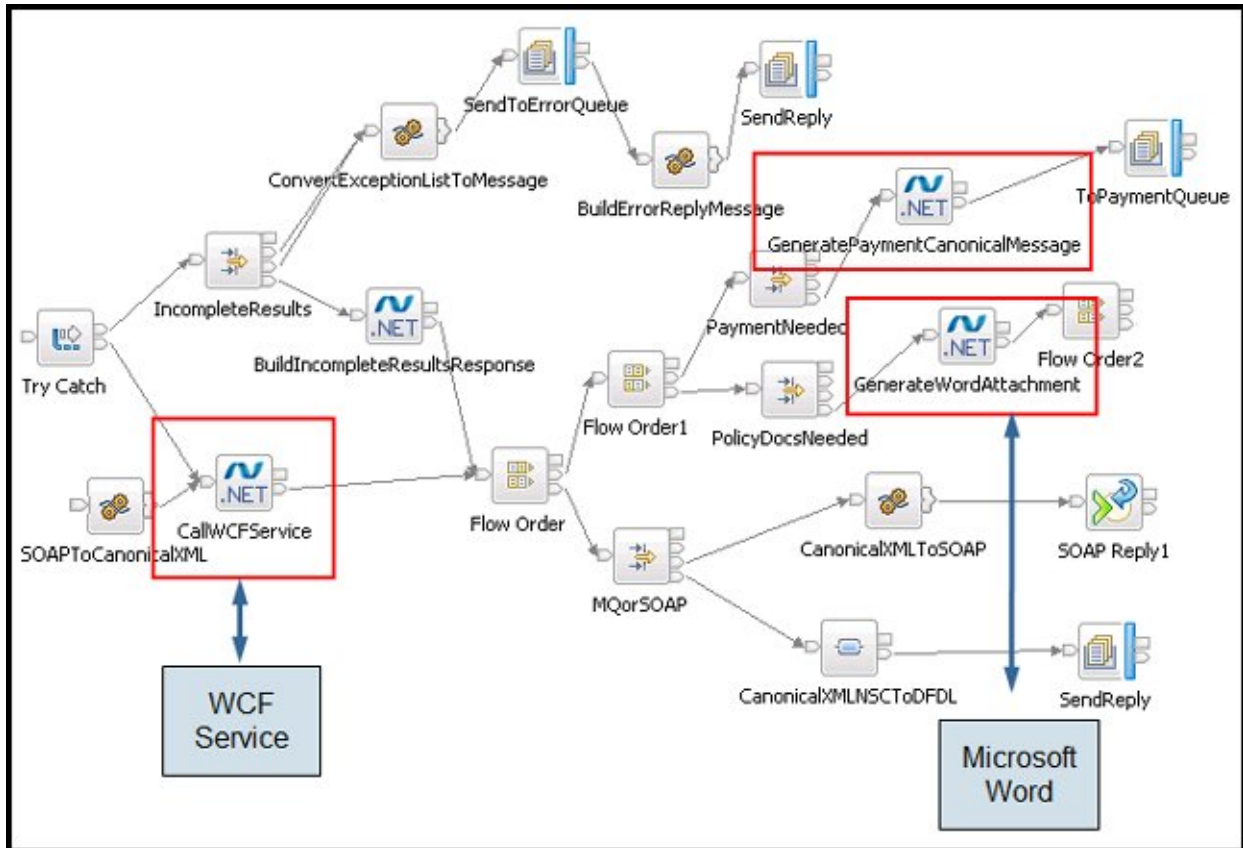 SendToErrorQueue
SendReply
ConvertExceptionListToMessage
BuildErrorReplyMessage
.NET
ToPaymentQueue
GeneratePaymentCanonicalMessage
IncompleteResults
.NET
BuildIncompleteResultsResponse
PaymentNeeded
.NET
Flow Order2
GenerateWordAttachment
Try Catch
Flow Order1
PolicyDocsNeeded
.NET
CallWCFService
SOAPToCanonicalXML
Flow Order
CanonicalXMLToSOAP
SOAP Reply1
MQorSOAP
CanonicalXMLNSCToDFDL
SendReply
WCF
Service
Microsoft
Word